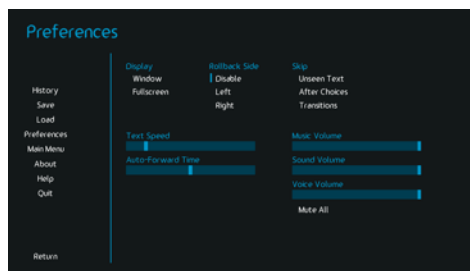 Preferences
History
Save
Load
Preferences
Main Menu
About
Help
Quit
Return
Display
Window
Fullscreen
Rollback Side
Disable
Left
Right
Skip
Unseen Text
After Choices
Transitions
Text Speed
Auto-Forward Time
Music Volume
Sound Volume
Voice Volume
Mute All